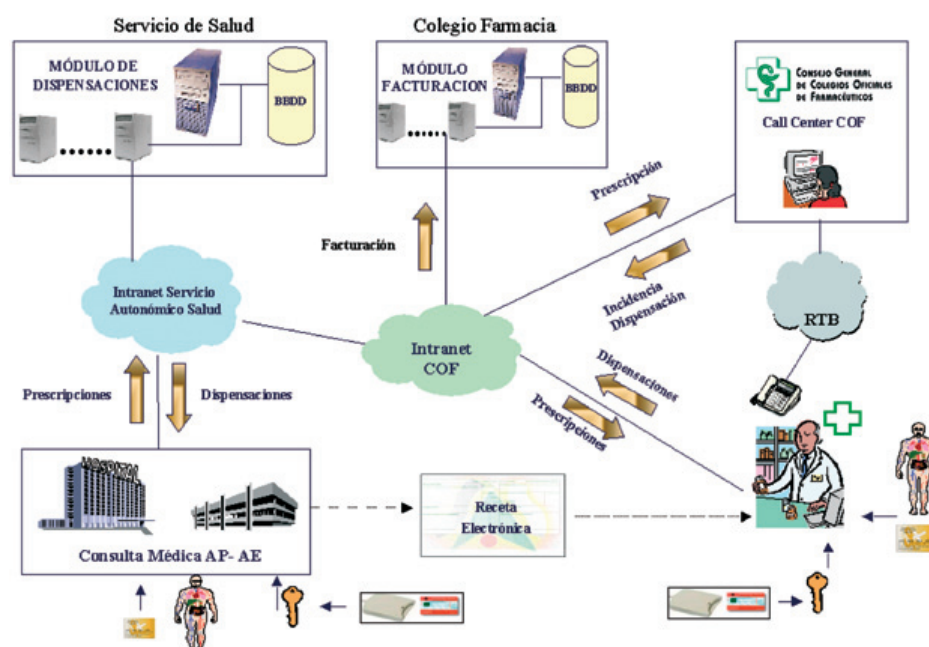 Servicio de Salud
Colegio Farmacia
MÓDULO DE
DISPENSACIONES
BBDD
MÓDULO
FACTURACION
BBDD
CONSEJO GENERAL
DE COLEGIOS OFICIALES
DE FARMACÉUTICOS
Call Center COF
Prescripción
Facturación
Incidencia
Dispensación
Intranet Servicio
Autonómico Salud
RTB
Intranet
COF
Prescripciones
Dispensaciones
Dispensaciones
Prescripciones
HOSPITAL
Receta
Electrónica
Consulta Médica AP- AE